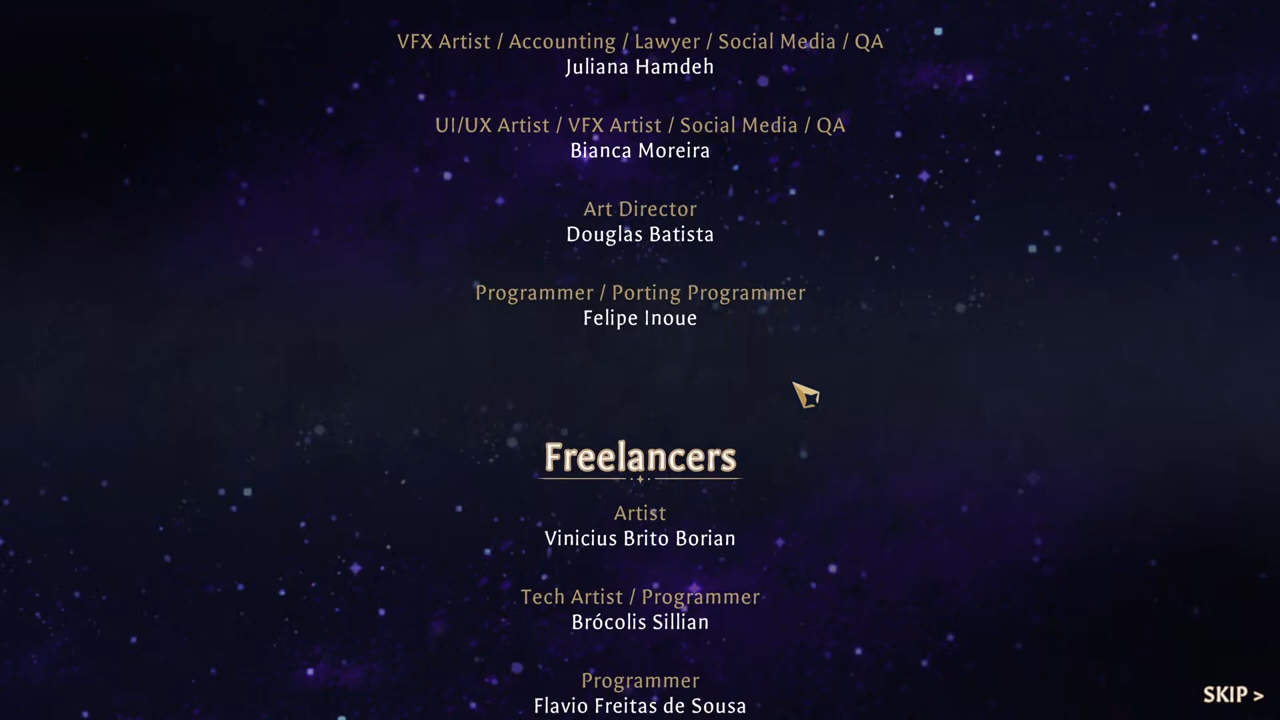 VFX Artist / Accounting / Lawyer / Social Media / QA
Juliana Hamdeh
UI/UX Artist / VFX Artist / Social Media / QA
Bianca Moreira
Art Director
Douglas Batista
Programmer / Porting Programmer
Felipe Inoue
Freelancers
Artist
Vinicius Brito Borian
Tech Artist / Programmer
Brócolis Sillian
Programmer
Flavio Freitas de Sousa
SKIP >